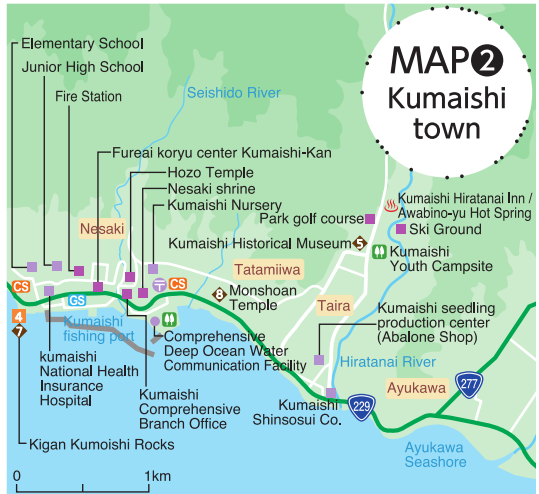 MAP❷
Kumaishi
town
Elementary School
Junior High School
Fire Station
Seishido River
Fureai koryu center Kumaishi-Kan
Hozo Temple
Nesaki shrine
Kumaishi Nursery
Nesaki
Park golf course
Kumaishi Hiratanai Inn /
Awabino-yu Hot Spring
Ski Ground
Kumaishi Historical Museum
5
Kumaishi
Youth Campsite
Tatamiiwa
CS
〒
CS
GS
8
Monshoan
Temple
Taira
Kumaishi seedling
production center
(Abalone Shop)
4
7
Kumaishi
fishing port
Comprehensive
Deep Ocean Water
Communication Facility
Hiratanai River
kumaishi
National Health
Insurance
Hospital
Kumaishi
Comprehensive
Branch Office
Kumaishi
Shinsosui Co.
Ayukawa
277
229
Kigan Kumoishi Rocks
Ayukawa
Seashore
0
1km